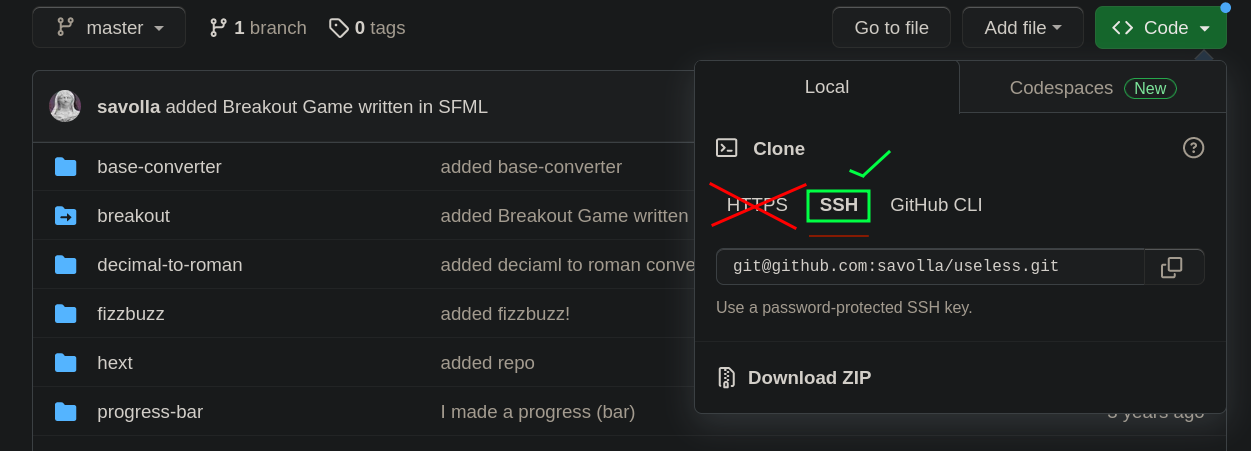 master 1 branch 0 tags Go to file Add file Code
Local Codespaces New
savolla added Breakout Game written in SFML
Clone
base-converter added base-converter
HTTPS SSH GitHub CLI
breakout added Breakout Game written
decimal-to-roman added deciaml to roman conve
git@github.com:savolla/useless.git
Use a password-protected SSH key.
fizzbuzz added fizzbuzz!
hext added repo
Download ZIP
progress-bar I made a progress (bar) 3 years ago